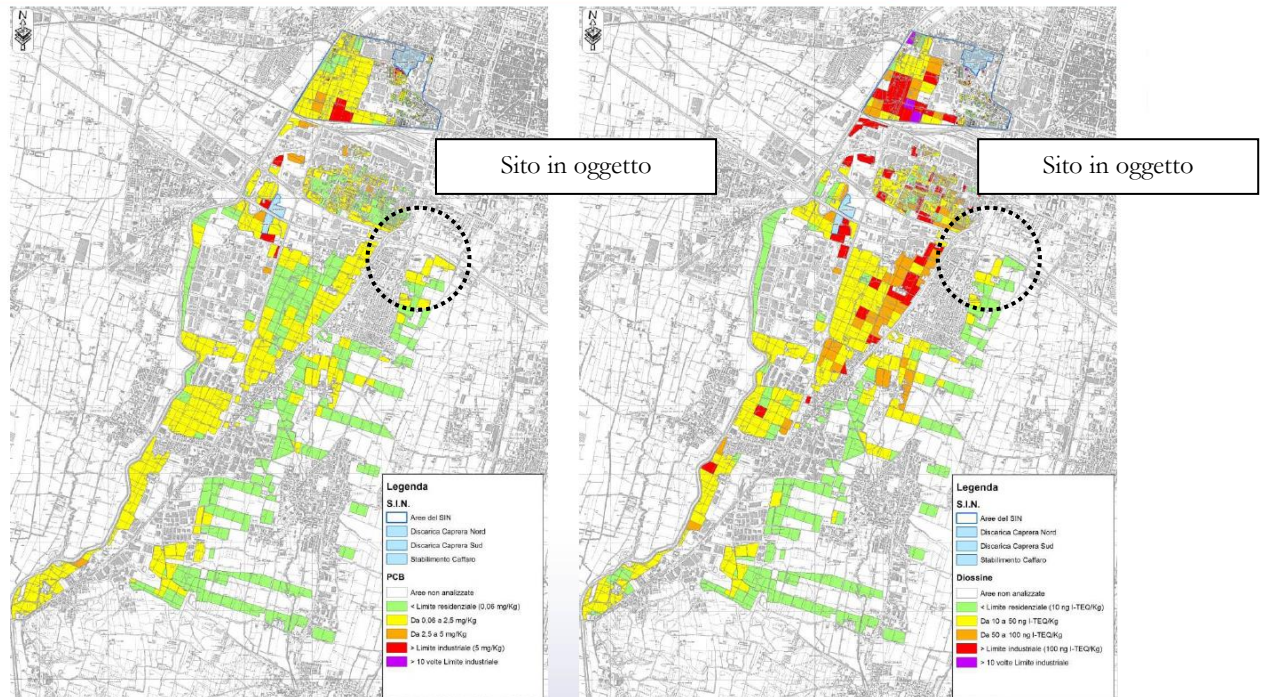 N
Sito in oggetto
Legenda
S.I.N.
Aree del SIN
Discarica Caprera Nord
Discarica Caprera Sud
Stabilimento Caffaro
PCB
Aree non analizzate
< Limite residenziale (0,06 mg/Kg)
Da 0.06 a 2,5 mg/Kg
Da 2.5 a 5 mg/Kg
> Limite industriale (5 mg/Kg)
> 10 volte Limite industriale
N
Sito in oggetto
Legenda
S.I.N.
Aree del SIN
Discarica Caprera Nord
Discarica Caprera Sud
Stabilimento Caffaro
Diossine
Aree non analizzate
< Limite residenziale (10 ng I-TEQ/Kg)
Da 10 a 50 ng I-TEQ/Kg
Da 50 a 100 ng I-TEQ/Kg
> Limite industriale (100 ng I-TEQ/Kg)
> 10 volte Limite industriale